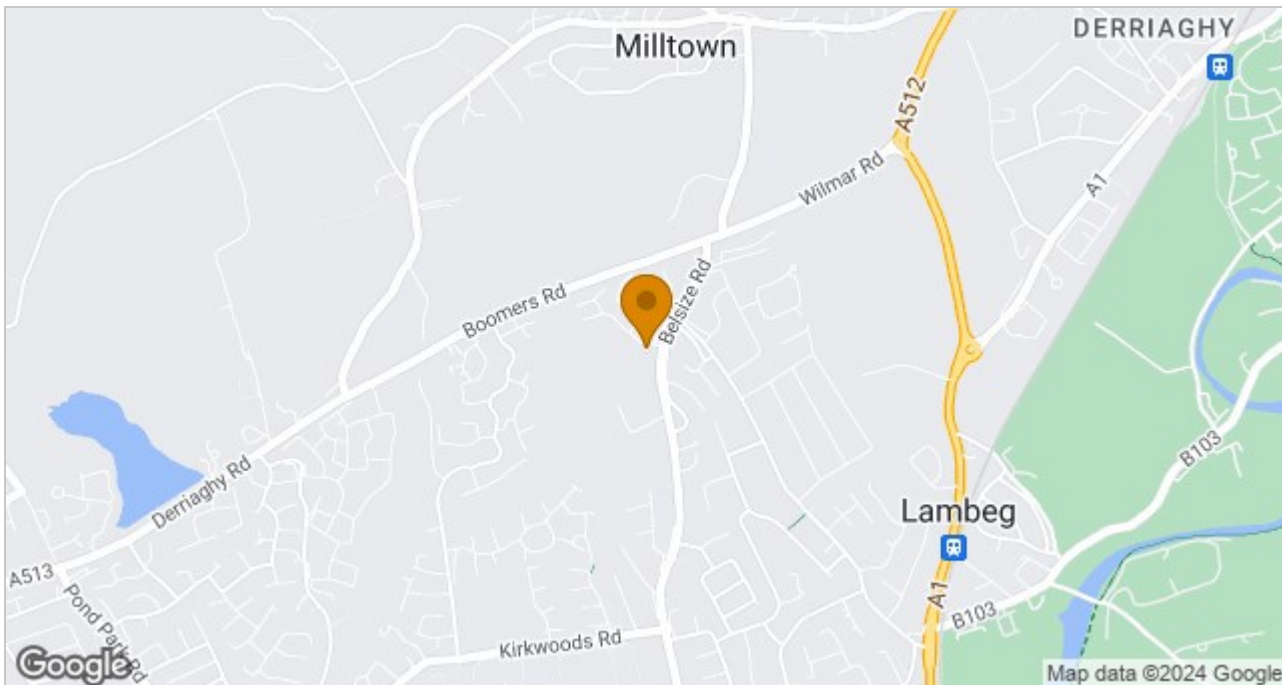 DERRIAGHY
Milltown
A512
Wilmar Rd
A1
Boomers Rd
Belsize Rd
Derriaghy Rd
B103
Lambeg
A513
Pond Park Rd
Kirkwoods Rd
A1
B103
Google
Map data ©2024 Google